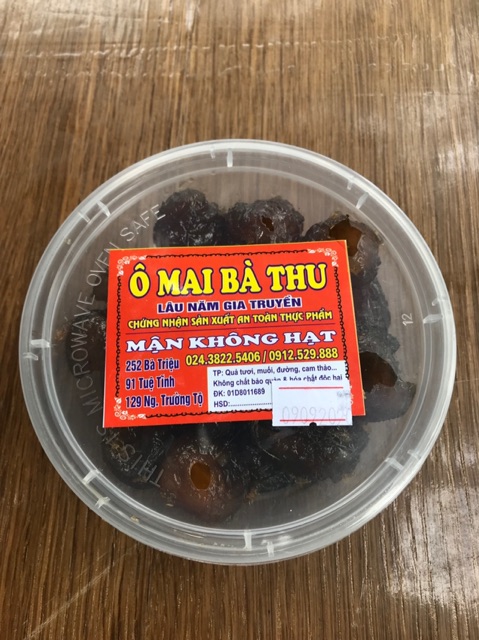 Ô MAI BÀ THU
LÂU NĂM GIA TRUYỀN
CHỨNG NHẬN SẢN XUẤT AN TOÀN THỰC PHẨM
MẬN KHÔNG HẠT
024.3822.5406 / 0912.529.888
252 Bà Triệu
91 Tuệ Tĩnh
129 Ng. Trường Tộ
TP: Quả tươi, muối, đường, cam thảo...
Không chất bảo quản & hóa chất độc hại
ĐK: 01D8011689
HSD:
MICROWAVE OVEN SAFE
THIS
12